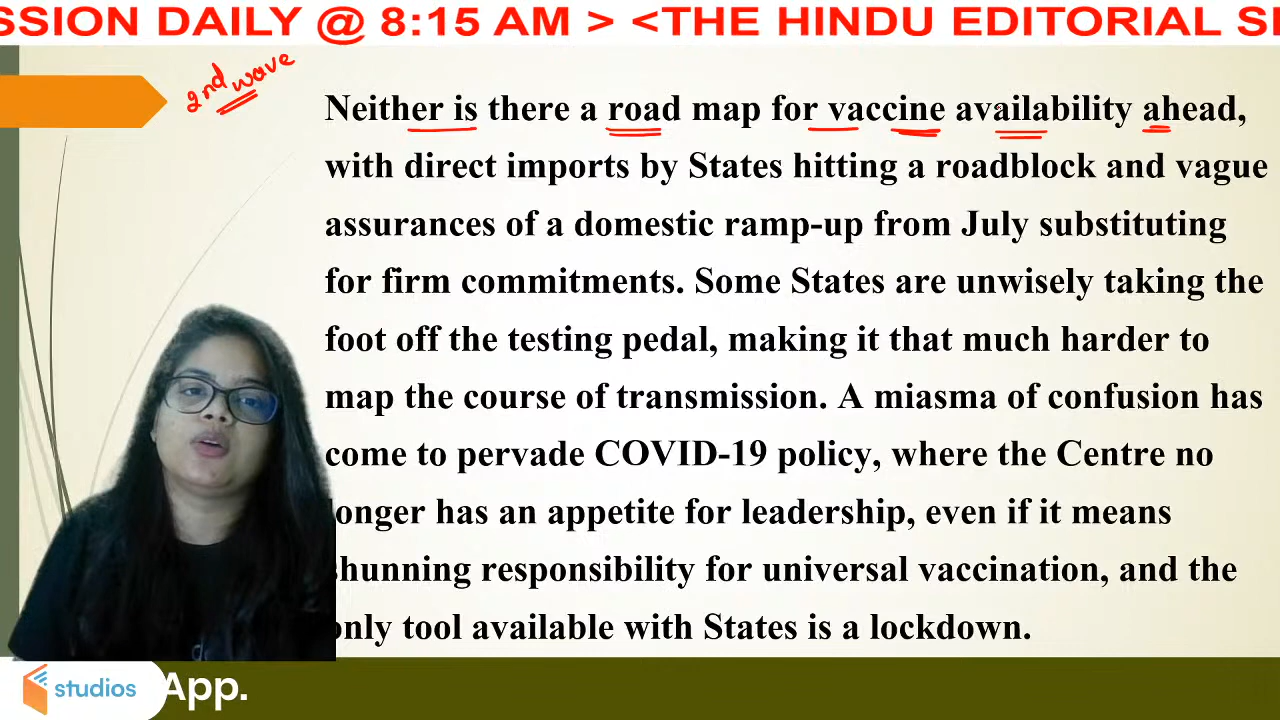 SSION DAILY @ 8:15 AM > <THE HINDU EDITORIAL SE
2nd wave
Neither is there a road map for vaccine availability ahead,
with direct imports by States hitting a roadblock and vague
assurances of a domestic ramp-up from July substituting
for firm commitments. Some States are unwisely taking the
foot off the testing pedal, making it that much harder to
map the course of transmission. A miasma of confusion has
come to pervade COVID-19 policy, where the Centre no
longer has an appetite for leadership, even if it means
shunning responsibility for universal vaccination, and the
only tool available with States is a lockdown.
studios App.